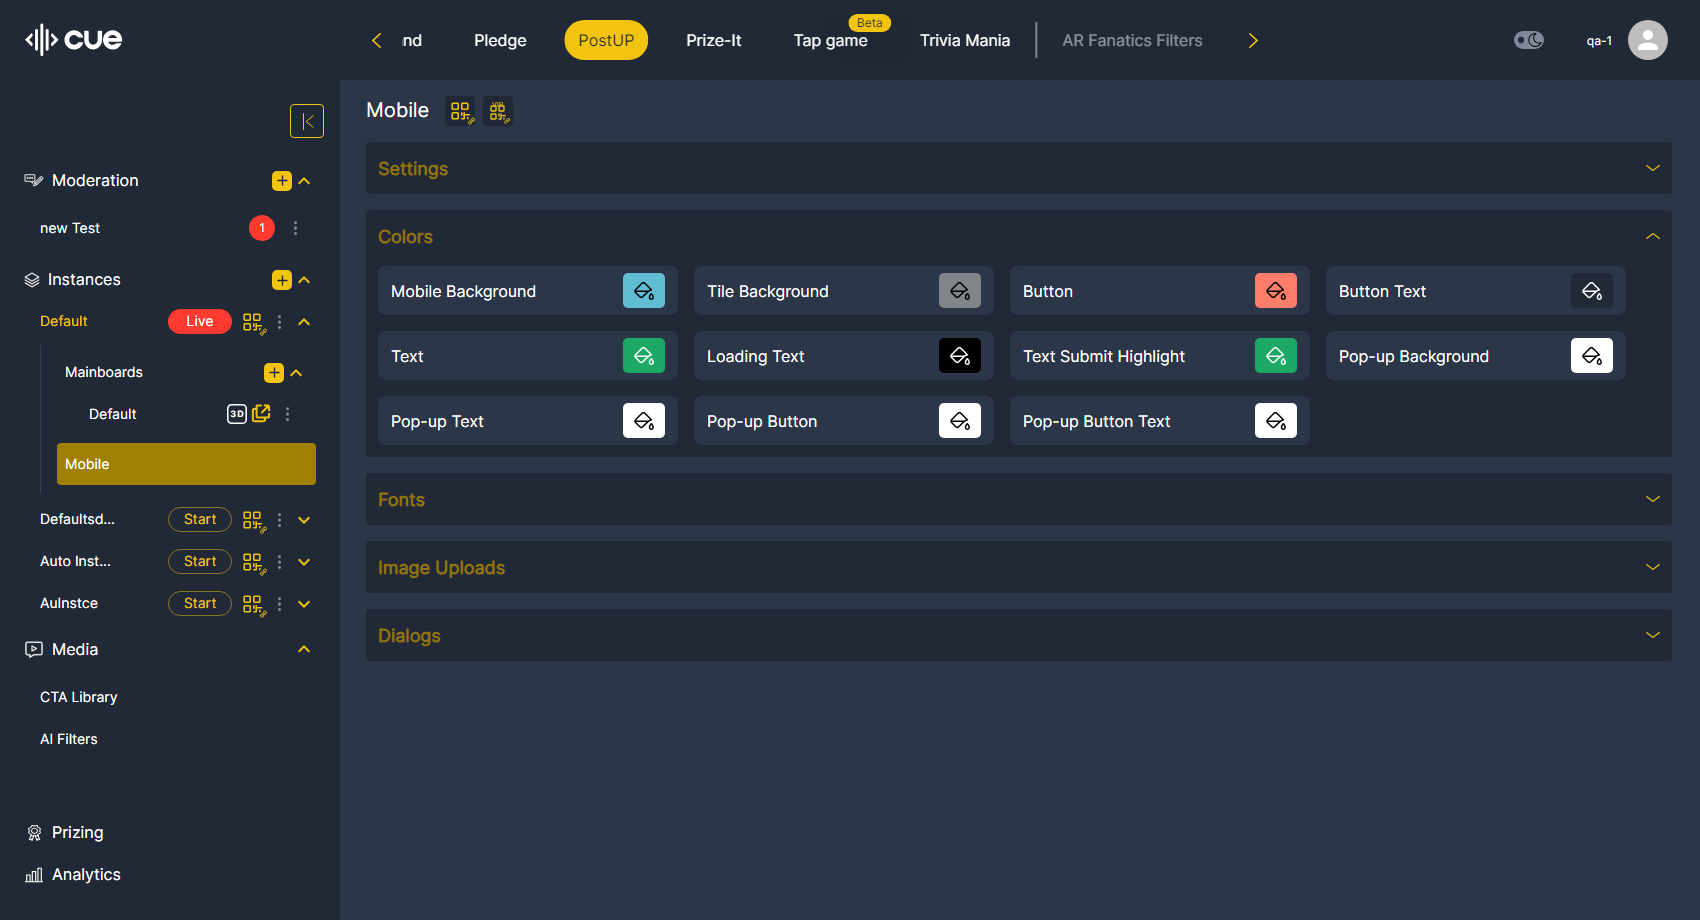 cue
nd
Pledge
PostUP
Prize-It
Beta
Tap game
Trivia Mania
AR Fanatics Filters
qa-1
Moderation
new Test
1
Instances
Default
Live
Mainboards
Default
3D
Mobile
Defaultsd...
Start
Auto Inst...
Start
AuInstce
Start
Media
CTA Library
AI Filters
Prizing
Analytics
Mobile
VIP
Settings
Colors
Mobile Background
Tile Background
Button
Button Text
Text
Loading Text
Text Submit Highlight
Pop-up Background
Pop-up Text
Pop-up Button
Pop-up Button Text
Fonts
Image Uploads
Dialogs